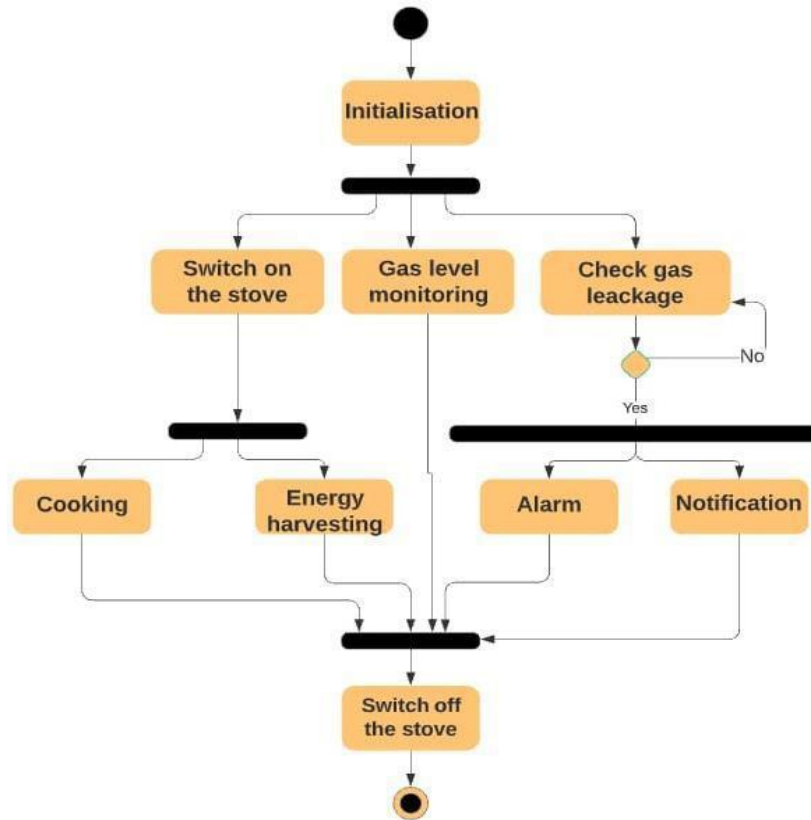 Initialisation
Switch on
the stove
Gas level
monitoring
Check gas
leackage
No
Yes
Cooking
Energy
harvesting
Alarm
Notification
Switch off
the stove